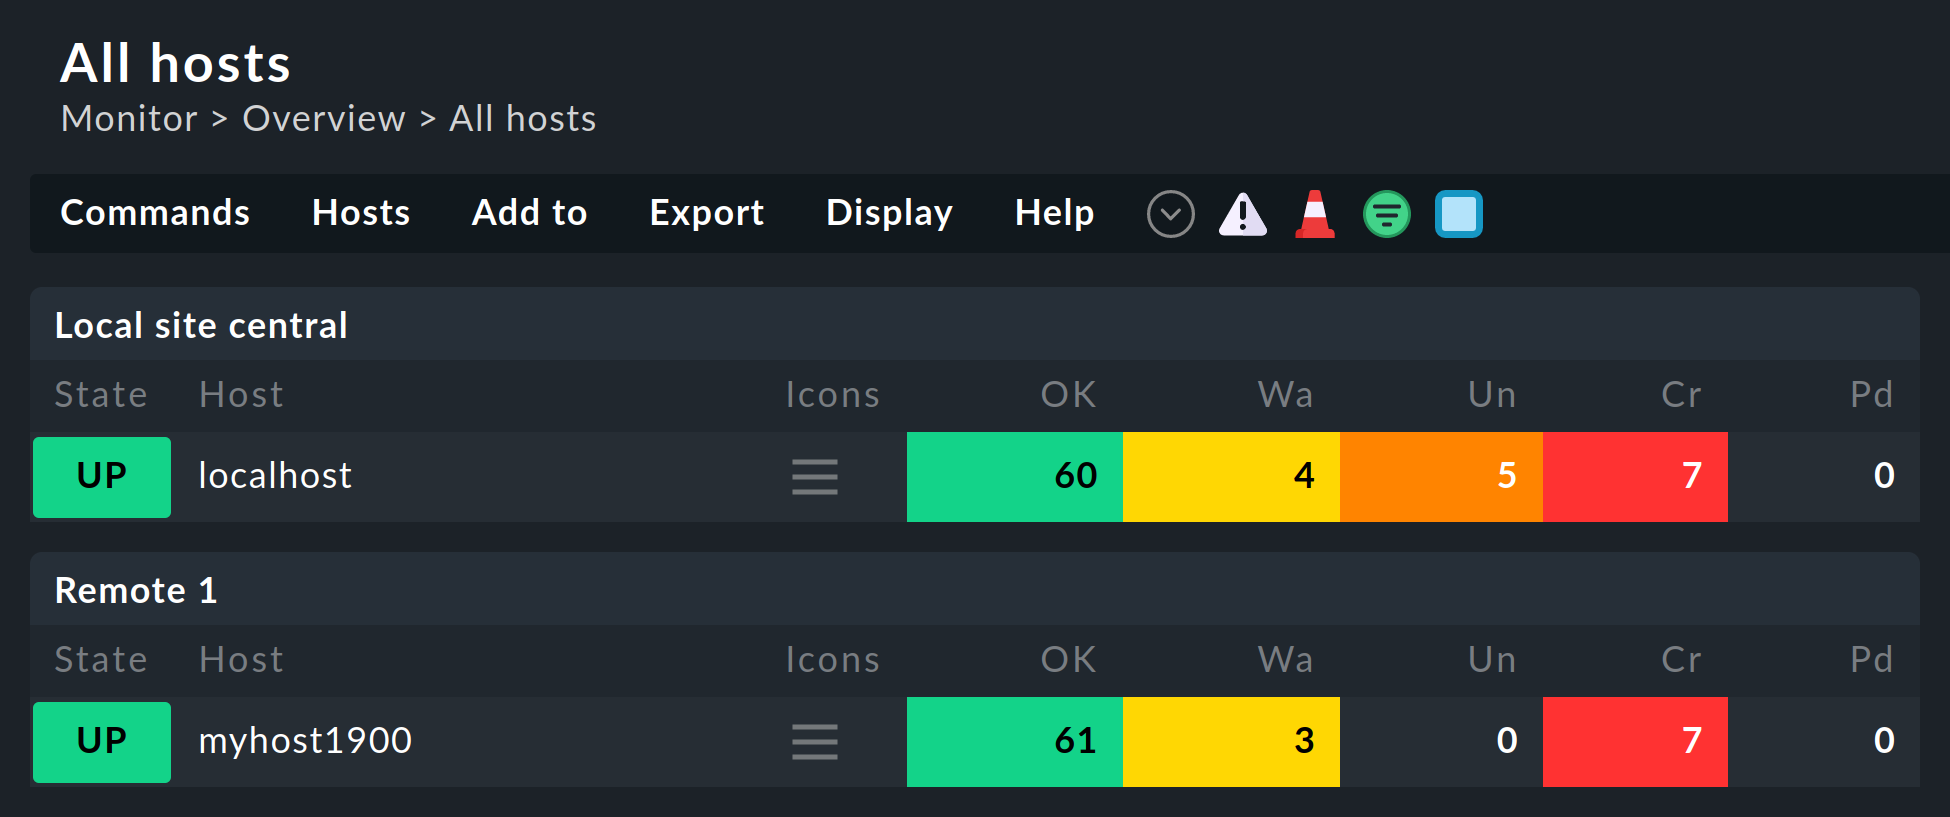 All hosts
Monitor > Overview > All hosts
Commands Hosts Add to Export Display Help
Local site central
State Host Icons OK Wa Un Cr Pd
UP localhost 60 4 5 7 0
Remote 1
State Host Icons OK Wa Un Cr Pd
UP myhost1900 61 3 0 7 0